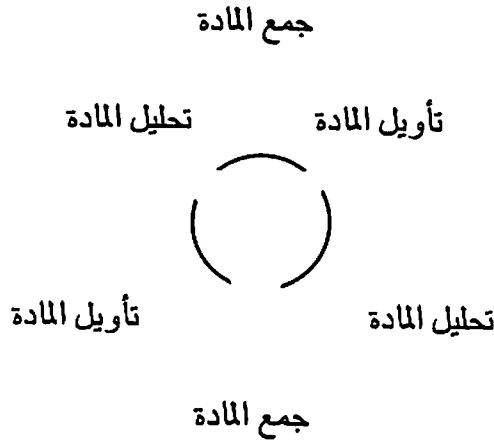 جمع المادة
تأويل المادة
تحليل المادة
تحليل المادة
تأويل المادة
جمع المادة